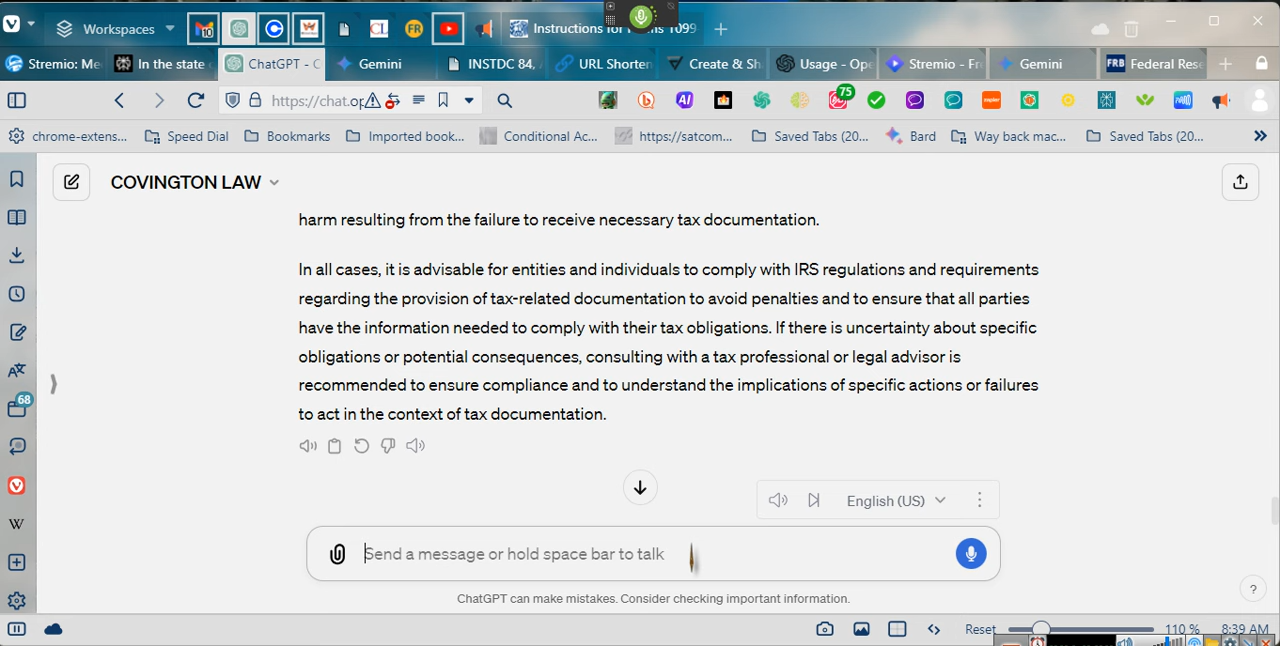 Workspaces
10
CL
FR
Instructions for Forms 1099
Stremio: Me
In the state
ChatGPT - C
Gemini
INSTDC 84,
URL Shorten
Create & Sh
Usage - Ope
Stremio - Fr
Gemini
FRB
Federal Res
https://chat.op
AI
75
chrome-extens...
Speed Dial
Bookmarks
Imported book...
Conditional Ac...
https://satcom...
Saved Tabs (20...
Bard
Way back mac...
Saved Tabs (20...
COVINGTON LAW
harm resulting from the failure to receive necessary tax documentation.
In all cases, it is advisable for entities and individuals to comply with IRS regulations and requirements
regarding the provision of tax-related documentation to avoid penalties and to ensure that all parties
have the information needed to comply with their tax obligations. If there is uncertainty about specific
obligations or potential consequences, consulting with a tax professional or legal advisor is
recommended to ensure compliance and to understand the implications of specific actions or failures
to act in the context of tax documentation.
68
W
English (US)
Send a message or hold space bar to talk
ChatGPT can make mistakes. Consider checking important information.
?
Reset
110 %
8:39 AM